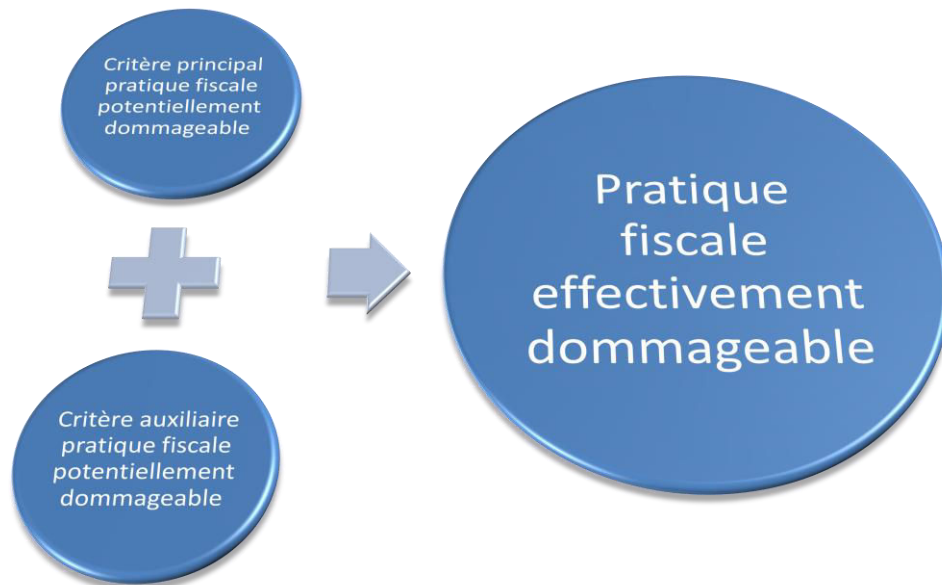 Critère principal
pratique fiscale
potentiellement
dommageable
Critère auxiliaire
pratique fiscale
potentiellement
dommageable
Pratique
fiscale
effectivement
dommageable